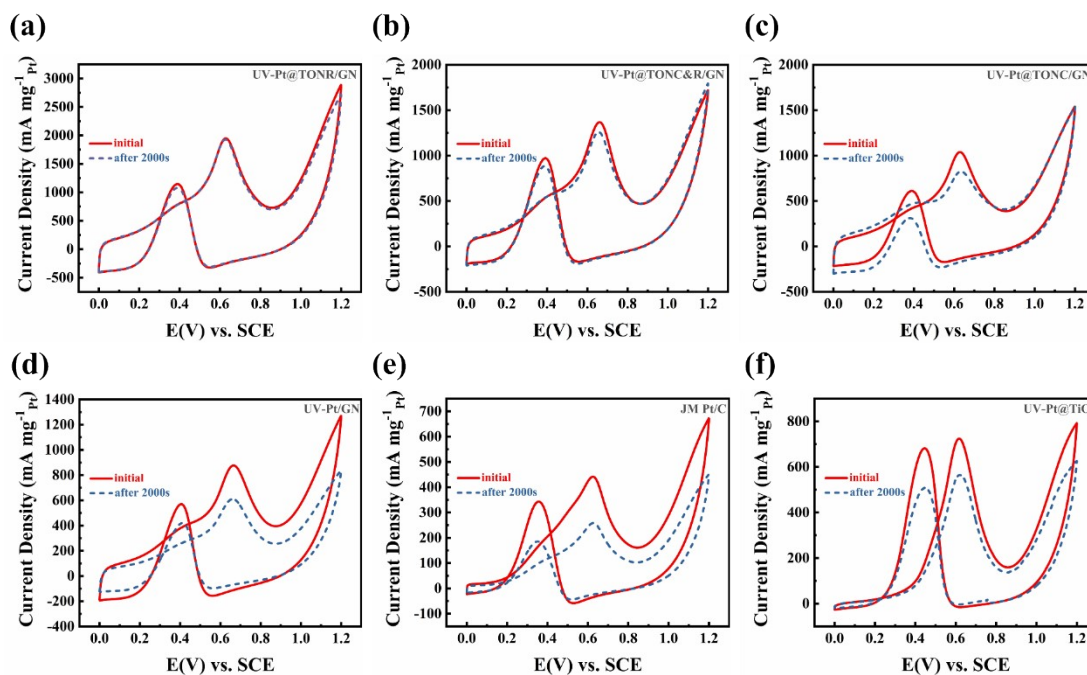 (a)
UV-Pt@TONR/GN
initial
after 2000s
Current Density (mA mg⁻¹Pt)
3000
2500
2000
1500
1000
500
0
-500
0.0 0.2 0.4 0.6 0.8 1.0 1.2
E(V) vs. SCE
(b)
UV-Pt@TONC&R/GN
initial
after 2000s
Current Density (mA mg⁻¹Pt)
2000
1500
1000
500
0
-500
0.0 0.2 0.4 0.6 0.8 1.0 1.2
E(V) vs. SCE
(c)
UV-Pt@TONC/GN
initial
after 2000s
Current Density (mA mg⁻¹Pt)
2000
1500
1000
500
0
-500
0.0 0.2 0.4 0.6 0.8 1.0 1.2
E(V) vs. SCE
(d)
UV-Pt/GN
initial
after 2000s
Current Density (mA mg⁻¹Pt)
1400
1200
1000
800
600
400
200
0
-200
-400
0.0 0.2 0.4 0.6 0.8 1.0 1.2
E(V) vs. SCE
(e)
JM Pt/C
initial
after 2000s
Current Density (mA mg⁻¹Pt)
700
600
500
400
300
200
100
0
-100
0.0 0.2 0.4 0.6 0.8 1.0 1.2
E(V) vs. SCE
(f)
UV-Pt@TiO
initial
after 2000s
Current Density (mA mg⁻¹Pt)
800
600
400
200
0
0.0 0.2 0.4 0.6 0.8 1.0 1.2
E(V) vs. SCE